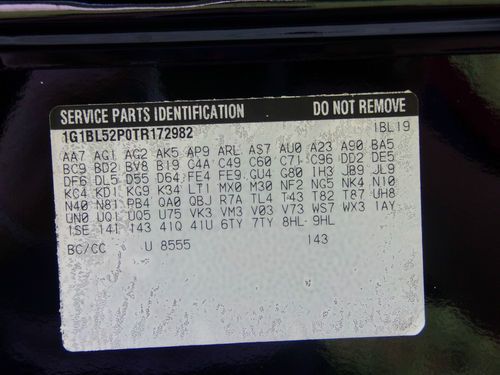 SERVICE PARTS IDENTIFICATION DO NOT REMOVE
1G1BL52P0TR172982 1BL19
AA7 AG1 AG2 AK5 AP9 ARL AS7 AU0 A23 A90 BA5
BC9 BD2 BV8 B19 C4A C49 C60 C71 C96 DD2 DE5
DF6 DL5 D55 D64 FE4 FE9 GU4 G80 1H3 JB9 JL9
KC4 KD1 KG9 K34 LT1 MX0 M30 NF2 NG5 NK4 N10
N40 N81 PB4 QA0 QBJ R7A TL4 T43 T82 T87 UH8
UN0 UQ1 UQ5 U75 VK3 VM3 V03 V73 WS7 WX3 1AY
1SE 141 143 41Q 41U 6TY 7TY 8HL 9HL
BC/CC U 8555 143